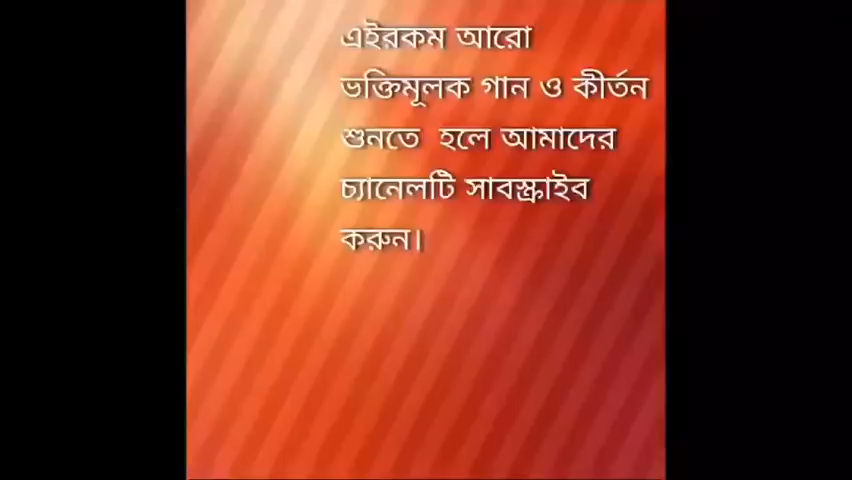 এইরকম আরো
ভক্তিমূলক গান ও কীর্তন
শুনতে হলে আমাদের
চ্যানেলটি সাবস্ক্রাইব
করুন।